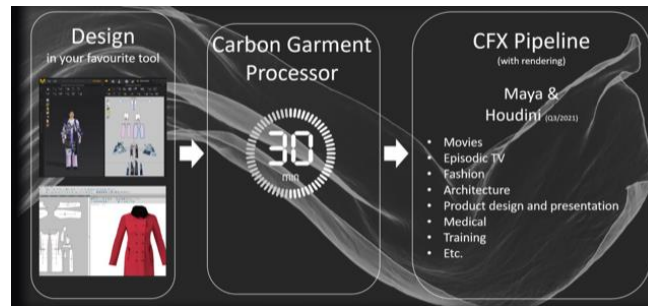 Design
in your favourite tool
Carbon Garment
Processor
30
min
CFX Pipeline
(with rendering)
Maya &
Houdini (Q3/2021)
• Movies
• Episodic TV
• Fashion
• Architecture
• Product design and presentation
• Medical
• Training
• Etc.